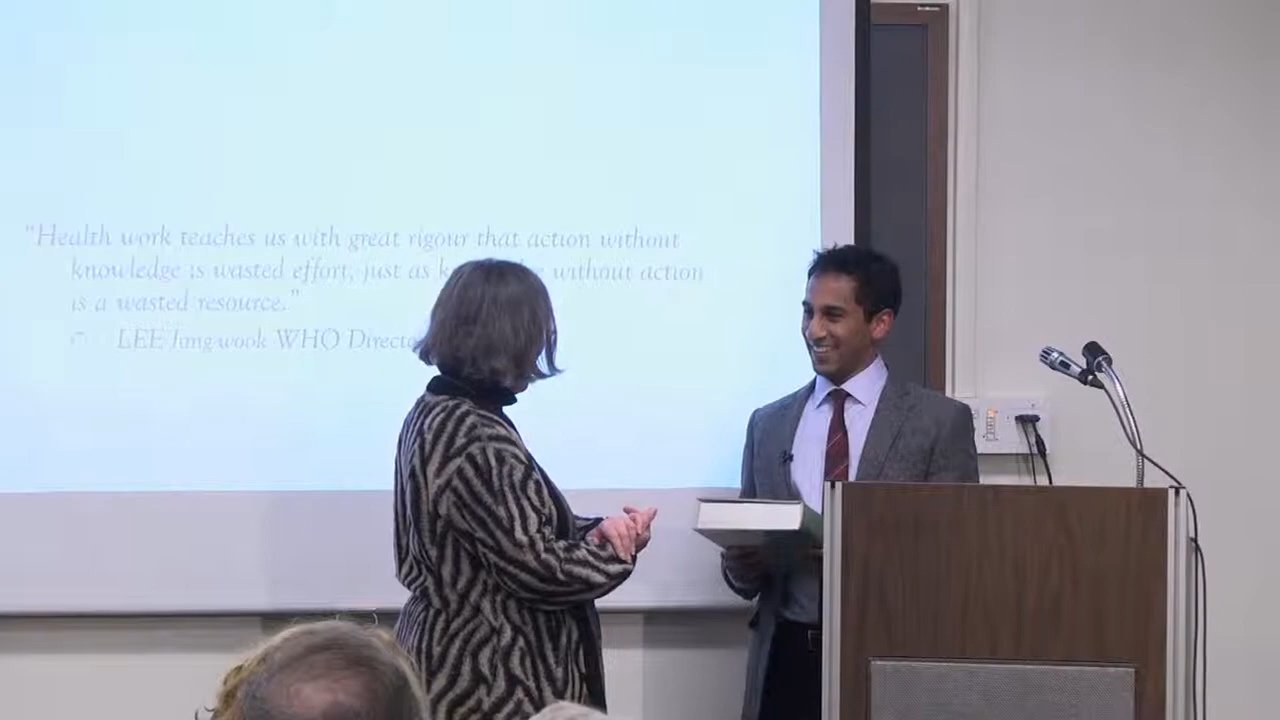 "Health work teaches us with great rigour that action without
knowledge is wasted effort, just as without action
is a wasted resource."
LEE Jong-wook WHO